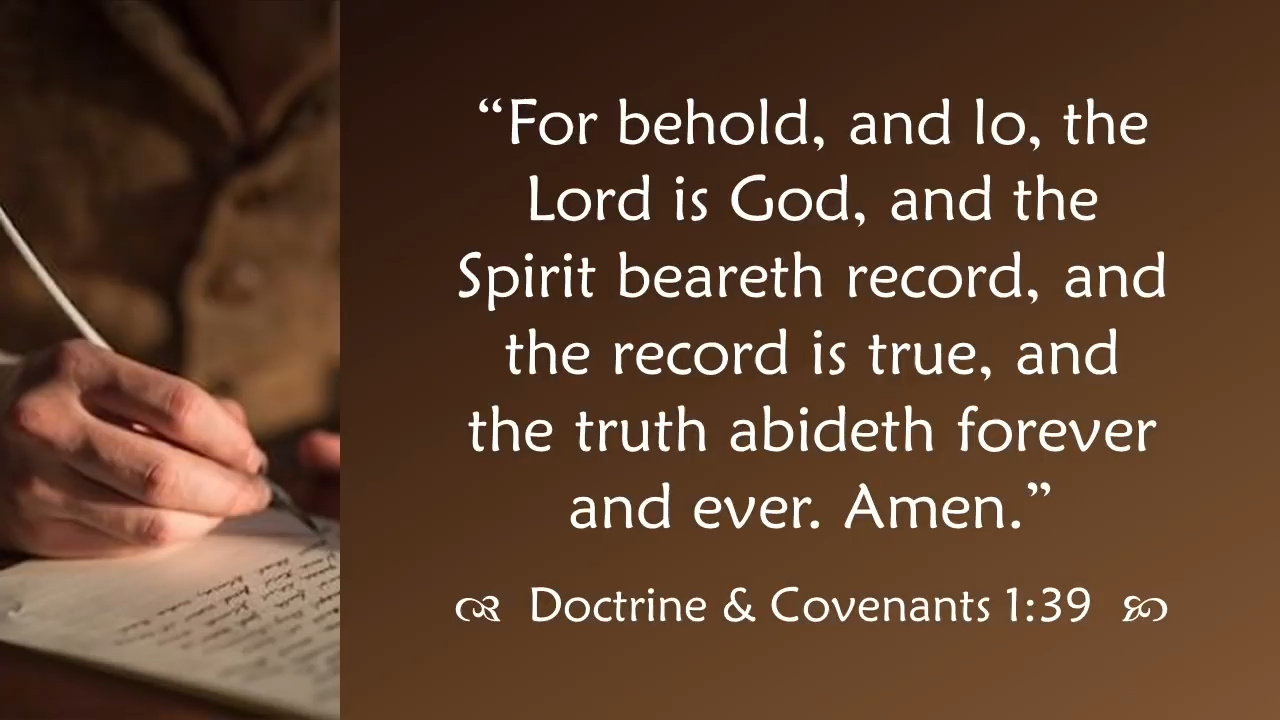 “For behold, and lo, the
Lord is God, and the
Spirit beareth record, and
the record is true, and
the truth abideth forever
and ever. Amen.”
Doctrine & Covenants 1:39